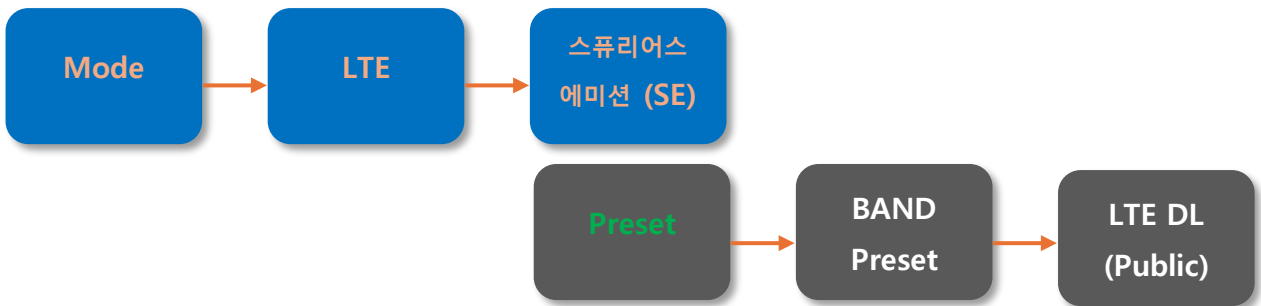 Mode
LTE
스퓨리어스
에미션 (SE)
Preset
BAND
Preset
LTE DL
(Public)